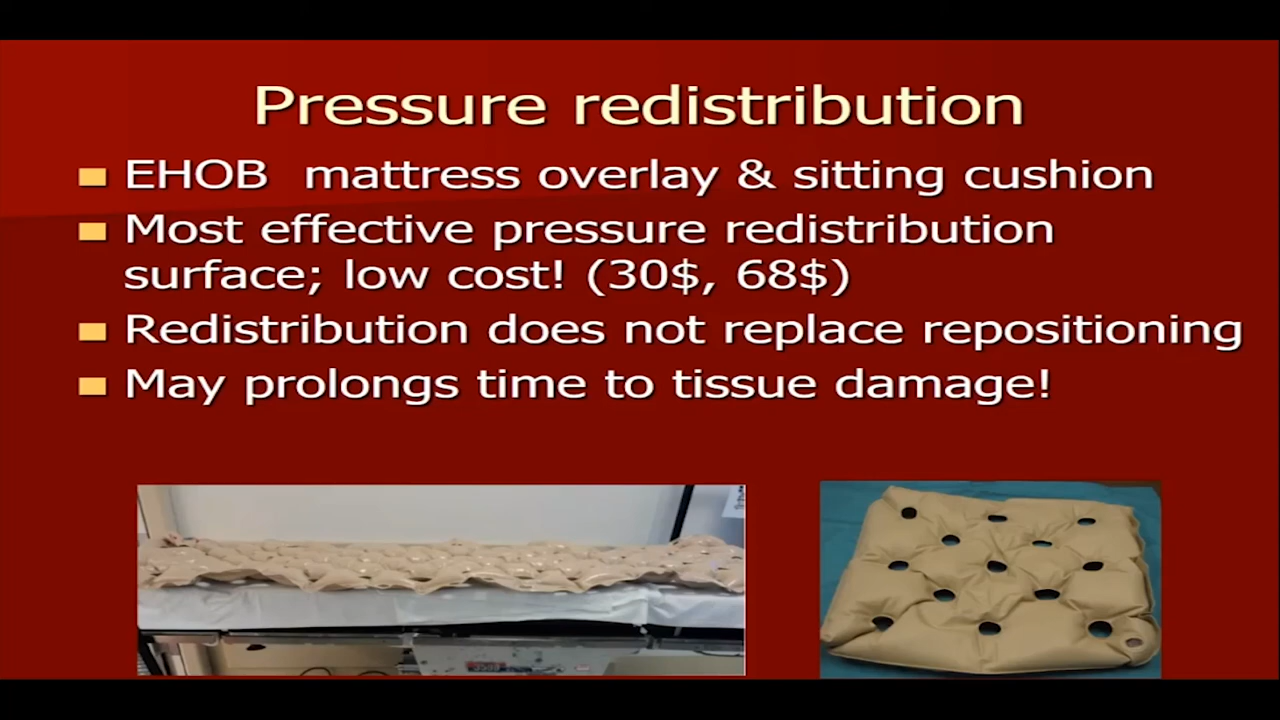 Pressure redistribution
EHOB mattress overlay & sitting cushion
Most effective pressure redistribution
surface; low cost! (30$, 68$)
Redistribution does not replace repositioning
May prolongs time to tissue damage!